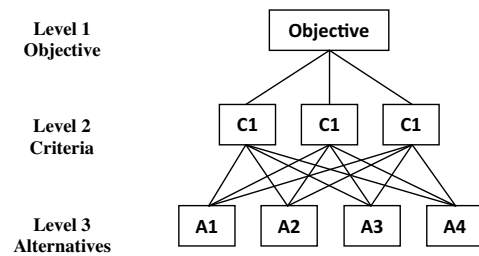 Level 1
Objective
Objective
Level 2
Criteria
C1 C1 C1
Level 3
Alternatives
A1 A2 A3 A4